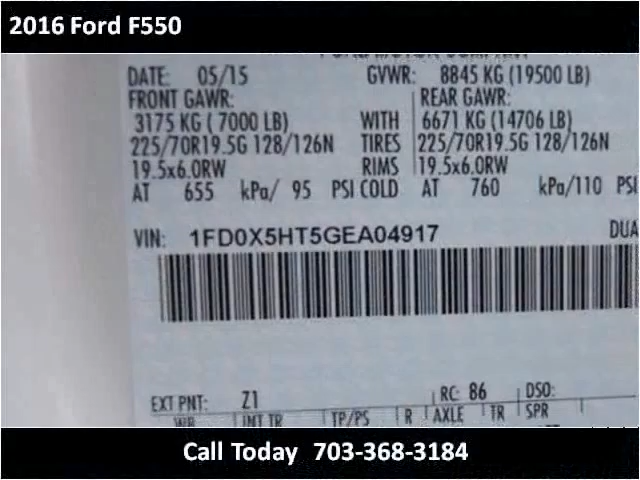 2016 Ford F550
DATE: 05/15 GVWR: 8845 KG (19500 LB)
FRONT GAWR: REAR GAWR:
3175 KG ( 7000 LB) WITH 6671 KG (14706 LB)
225/70R19.5G 128/126N TIRES 225/70R19.5G 128/126N
19.5x6.0RW RIMS 19.5x6.0RW
AT 655 kPa/ 95 PSI COLD AT 760 kPa/110 PSI
VIN: 1FD0X5HT5GEA04917 DUA
EXT PNT: Z1 RC: 86 DSO:
WB INT TR TP/PS R AXLE TR SPR
Call Today 703-368-3184